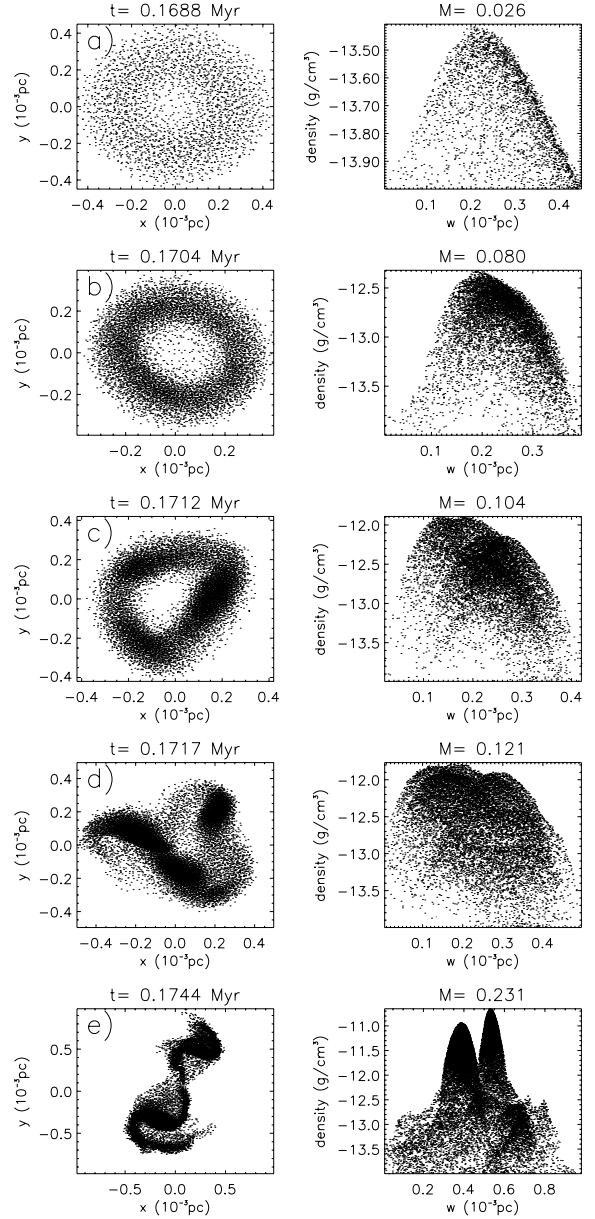 t= 0.1688 Myr
M= 0.026
a)
y (10⁻³pc)
0.4
0.2
0.0
−0.2
−0.4
−0.4 −0.2 0.0 0.2 0.4
x (10⁻³pc)
density (g/cm³)
−13.50
−13.60
−13.70
−13.80
−13.90
0.1 0.2 0.3 0.4
w (10⁻³pc)
t= 0.1704 Myr
M= 0.080
b)
y (10⁻³pc)
0.2
0.0
−0.2
−0.2 0.0 0.2
x (10⁻³pc)
density (g/cm³)
−12.5
−13.0
−13.5
0.1 0.2 0.3
w (10⁻³pc)
t= 0.1712 Myr
M= 0.104
c)
y (10⁻³pc)
0.4
0.2
0.0
−0.2
−0.4
−0.4 −0.2 0.0 0.2 0.4
x (10⁻³pc)
density (g/cm³)
−12.0
−12.5
−13.0
−13.5
0.1 0.2 0.3 0.4
w (10⁻³pc)
t= 0.1717 Myr
M= 0.121
d)
y (10⁻³pc)
0.4
0.2
0.0
−0.2
−0.4
−0.4 −0.2 0.0 0.2 0.4
x (10⁻³pc)
density (g/cm³)
−12.0
−12.5
−13.0
−13.5
0.1 0.2 0.3 0.4
w (10⁻³pc)
t= 0.1744 Myr
M= 0.231
e)
y (10⁻³pc)
0.5
0.0
−0.5
−0.5 0.0 0.5
x (10⁻³pc)
density (g/cm³)
−11.0
−11.5
−12.0
−12.5
−13.0
−13.5
0.2 0.4 0.6 0.8
w (10⁻³pc)